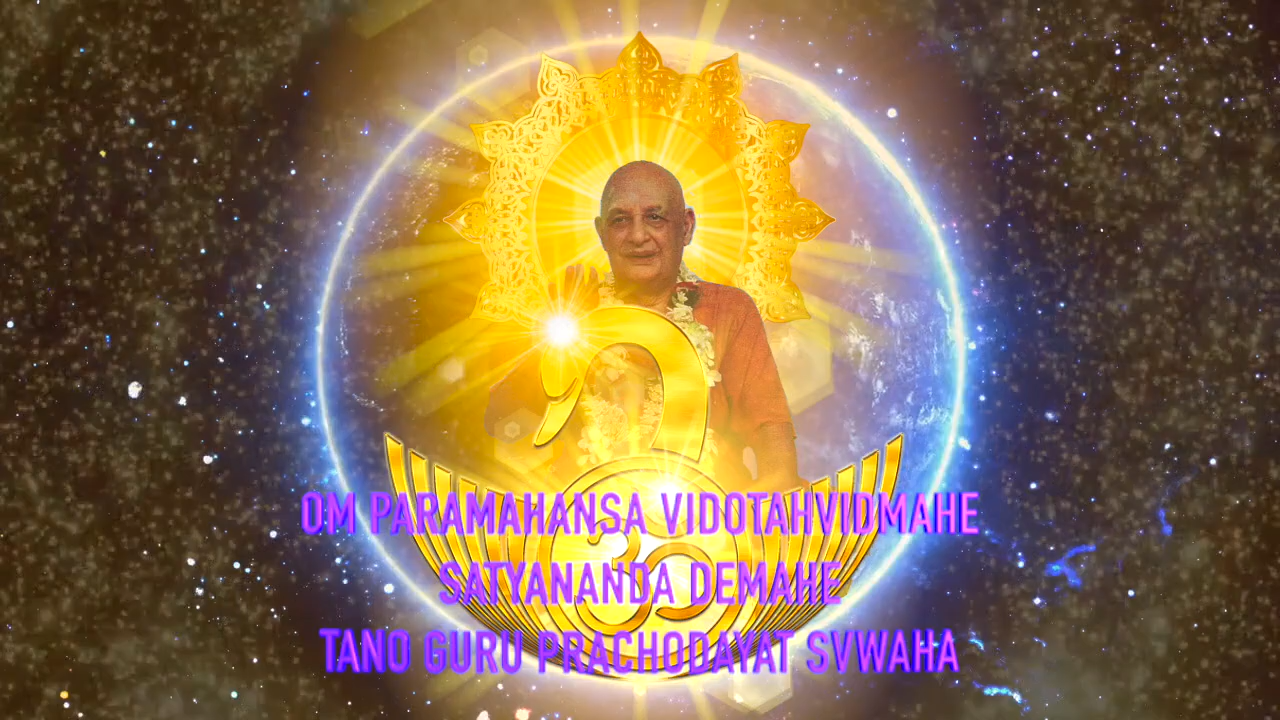 ॐ
OM PARAMAHANSA VIDOTAHVIDMAHE
SATYANANDA DEMAHE
TANO GURU PRACHODAYAT SVWAHA